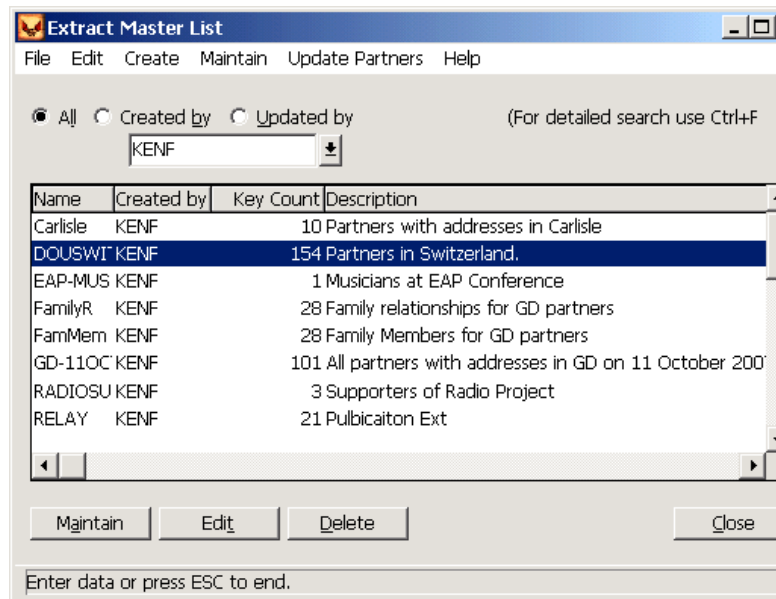 Extract Master List
File Edit Create Maintain Update Partners Help
All Created by Updated by (For detailed search use Ctrl+F
KENF
Name Created by Key Count Description
Carlisle KENF 10 Partners with addresses in Carlisle
DOUSWIT KENF 154 Partners in Switzerland.
EAP-MUS KENF 1 Musicians at EAP Conference
FamilyR KENF 28 Family relationships for GD partners
FamMem KENF 28 Family Members for GD partners
GD-11OC KENF 101 All partners with addresses in GD on 11 October 200
RADIOSU KENF 3 Supporters of Radio Project
RELAY KENF 21 Pulbicaiton Ext
Maintain Edit Delete Close
Enter data or press ESC to end.